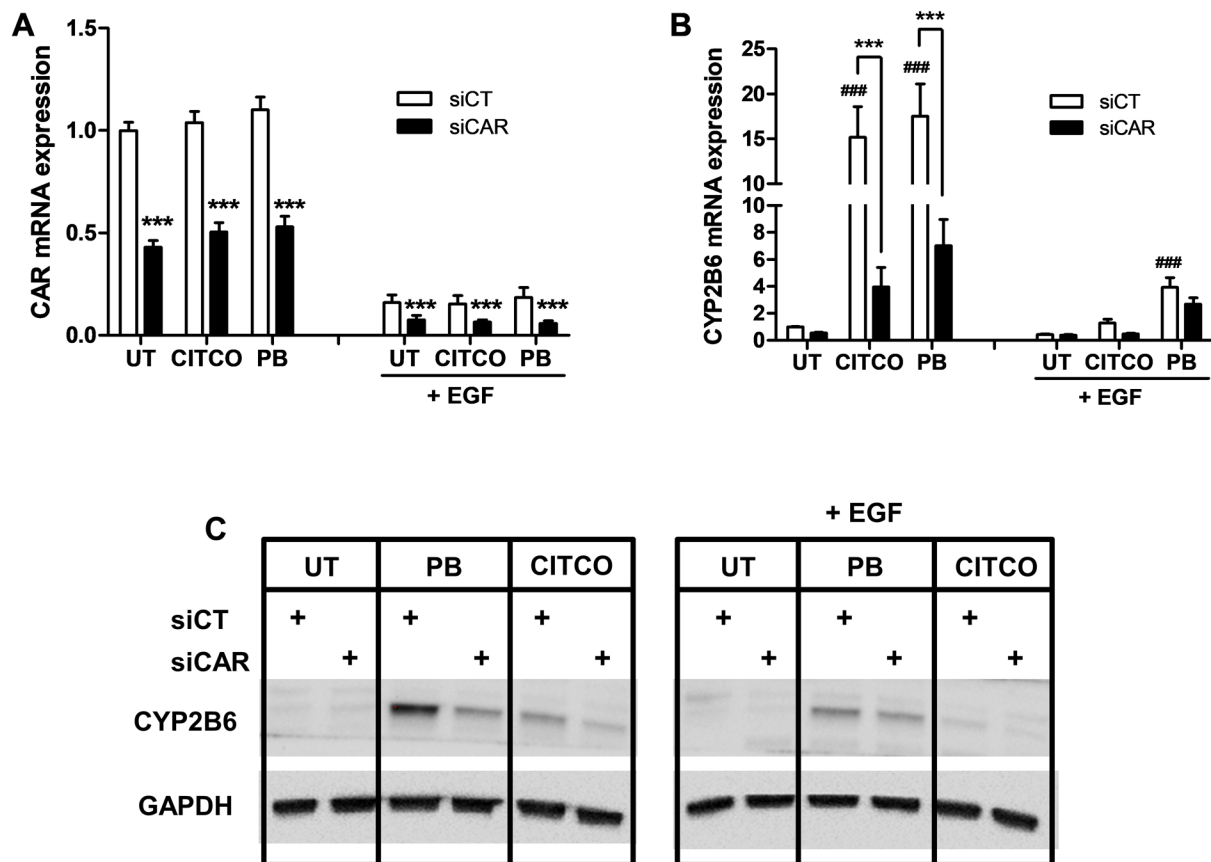 A
CAR mRNA expression
1.5
1.0
0.5
0.0
siCT
siCAR
*** *** ***
*** *** ***
UT CITCO PB UT CITCO PB
+ EGF
B
CYP2B6 mRNA expression
25
20
15
10
8
6
4
2
0
*** ***
### ###
###
siCT
siCAR
UT CITCO PB UT CITCO PB
+ EGF
C
+ EGF
UT PB CITCO UT PB CITCO
siCT + + + + + +
siCAR + + + + + +
CYP2B6
GAPDH